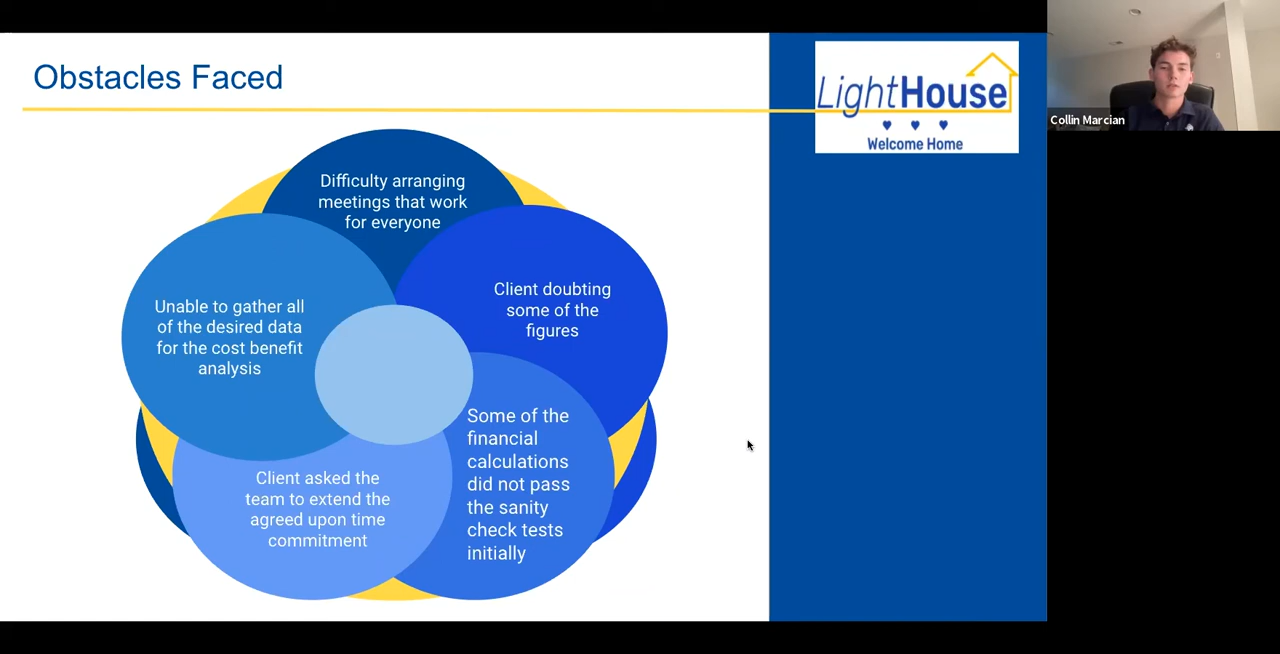 Obstacles Faced
LightHouse
Welcome Home
Collin Marcian
Difficulty arranging
meetings that work
for everyone
Client doubting
some of the
figures
Unable to gather all
of the desired data
for the cost benefit
analysis
Some of the
financial
calculations
did not pass
the sanity
check tests
initially
Client asked the
team to extend the
agreed upon time
commitment